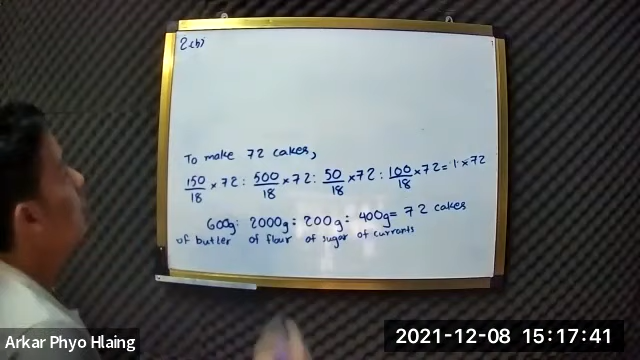 2(b)
To make 72 cakes,
150/18 × 72 : 500/18 × 72 : 50/18 × 72 : 100/18 × 72 = 1 × 72
600g : 2000g : 200g : 400g = 72 cakes
of butter of flour of sugar of currants
Arkar Phyo Hlaing
2021-12-08 15:17:41